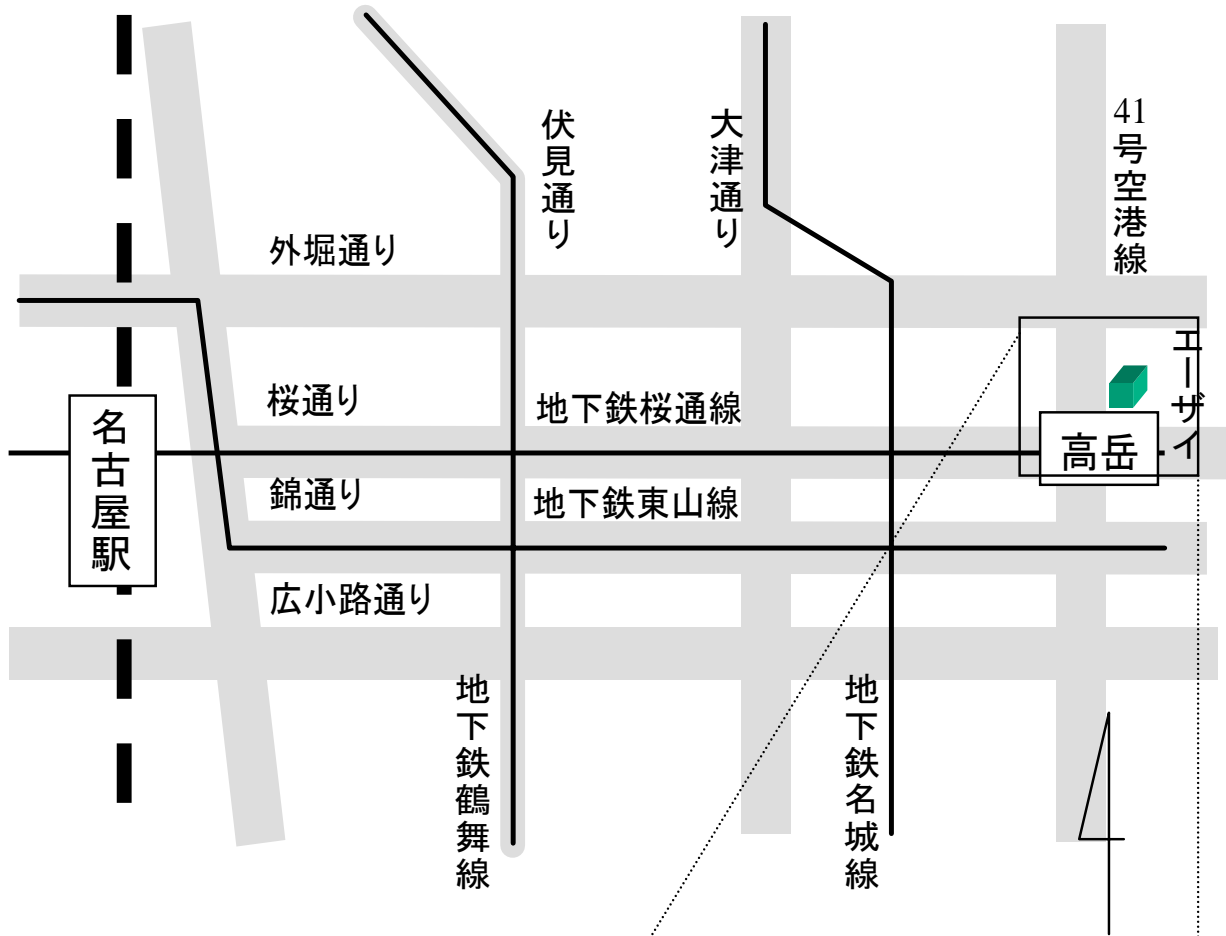 伏見通り
大津通り
41号空港線
外堀通り
エーザイ
桜通り
地下鉄桜通線
名古屋駅
高岳
錦通り
地下鉄東山線
広小路通り
地下鉄鶴舞線
地下鉄名城線